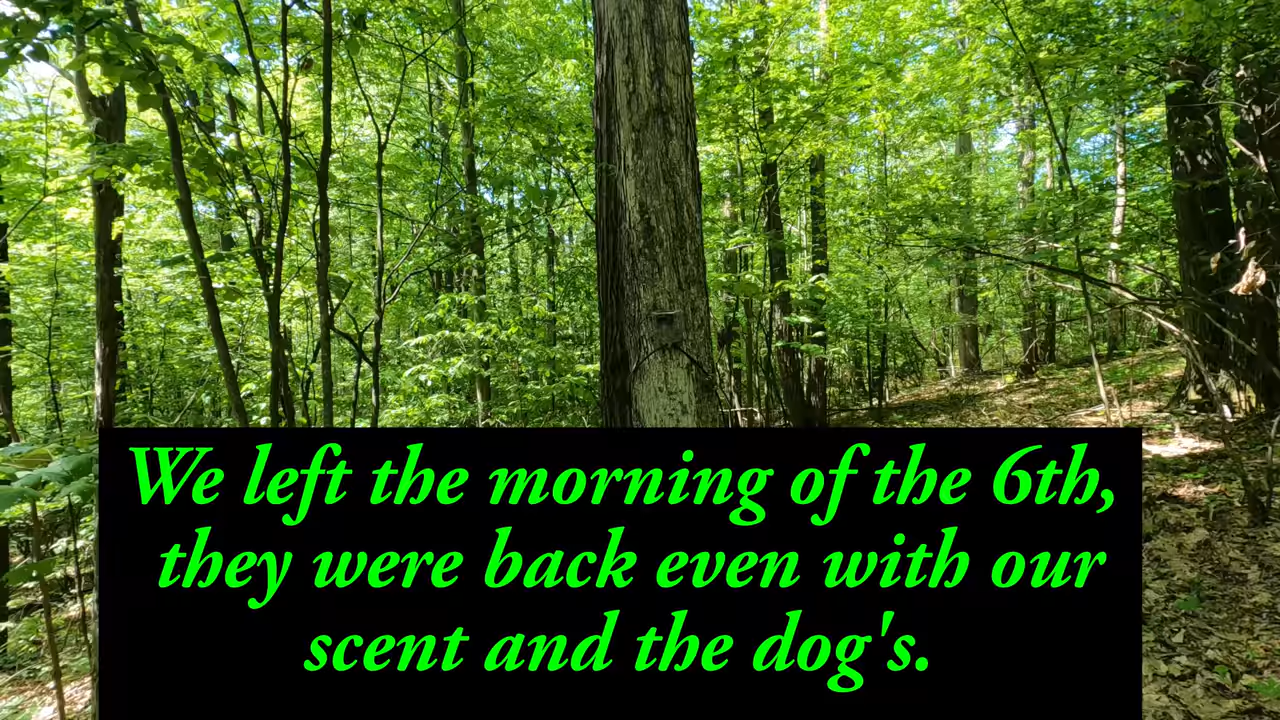 We left the morning of the 6th,
they were back even with our
scent and the dog's.